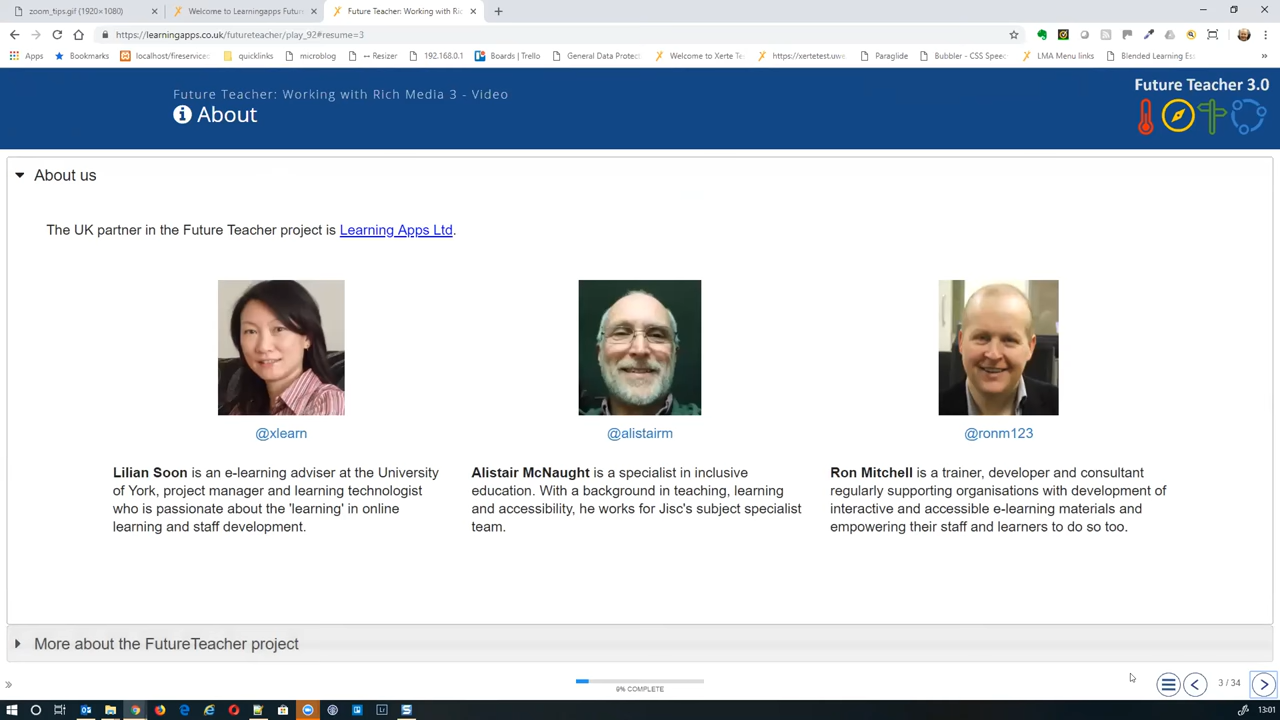 zoom_tips.gif (1920×1080)
Welcome to Learningapps Future
Future Teacher: Working with Rich
https://learningapps.co.uk/futureteacher/play_92#resume=3
Apps
Bookmarks
localhost/fireservice
quicklinks
microblog
↔ Resizer
192.168.0.1
Boards | Trello
General Data Protect
Welcome to Xerte Te
https://xertetest.uwe
Paraglide
Bubbler - CSS Speec
LMA Menu links
Blended Learning Ess
Future Teacher: Working with Rich Media 3 - Video
About
Future Teacher 3.0
About us
The UK partner in the Future Teacher project is Learning Apps Ltd.
@xlearn
@alistairm
@ronm123
Lilian Soon is an e-learning adviser at the University
of York, project manager and learning technologist
who is passionate about the 'learning' in online
learning and staff development.
Alistair McNaught is a specialist in inclusive
education. With a background in teaching, learning
and accessibility, he works for Jisc's subject specialist
team.
Ron Mitchell is a trainer, developer and consultant
regularly supporting organisations with development of
interactive and accessible e-learning materials and
empowering their staff and learners to do so too.
More about the FutureTeacher project
9% COMPLETE
3 / 34
13:01